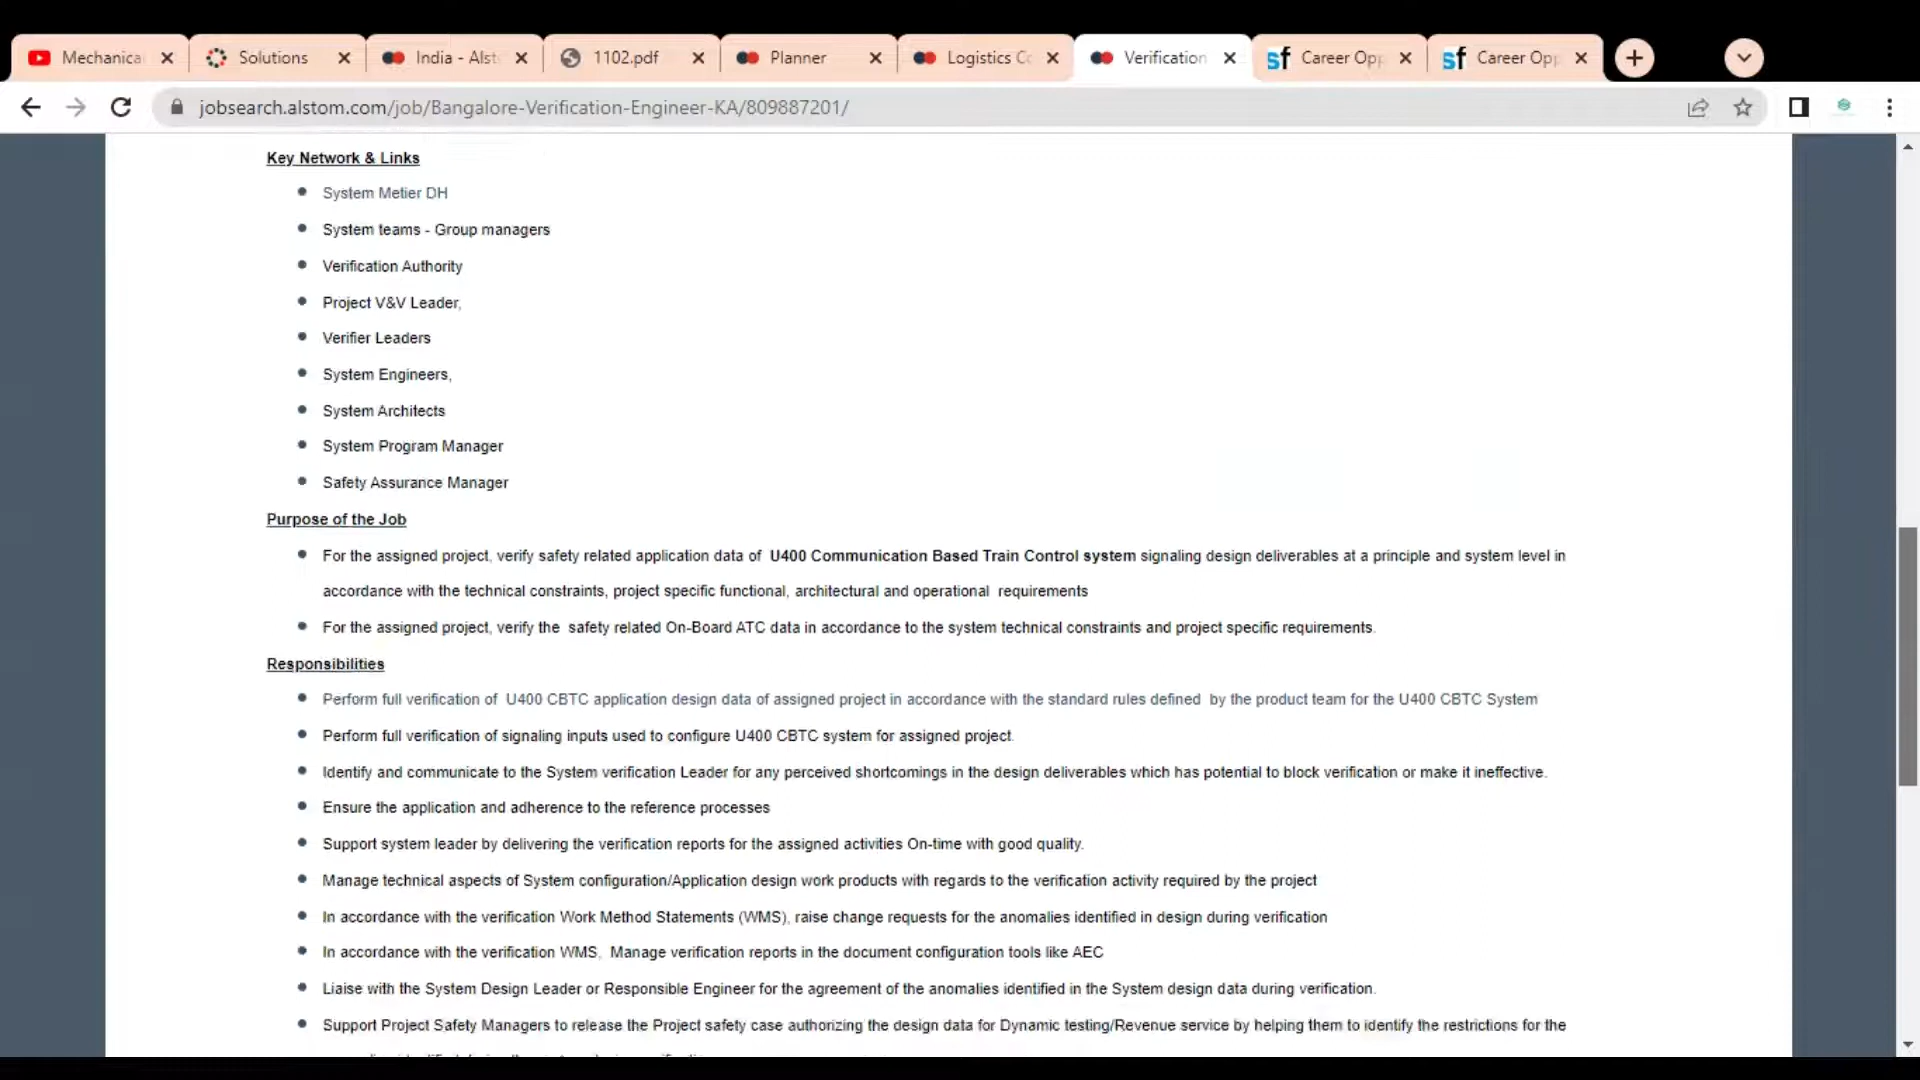 Mechanica
Solutions
India - Alst
1102.pdf
Planner
Logistics Co
Verification
sf Career Opp
sf Career Opp
jobsearch.alstom.com/job/Bangalore-Verification-Engineer-KA/809887201/
Key Network & Links
System Metier DH
System teams - Group managers
Verification Authority
Project V&V Leader,
Verifier Leaders
System Engineers,
System Architects
System Program Manager
Safety Assurance Manager
Purpose of the Job
For the assigned project, verify safety related application data of U400 Communication Based Train Control system signaling design deliverables at a principle and system level in
accordance with the technical constraints, project specific functional, architectural and operational requirements
For the assigned project, verify the safety related On-Board ATC data in accordance to the system technical constraints and project specific requirements.
Responsibilities
Perform full verification of U400 CBTC application design data of assigned project in accordance with the standard rules defined by the product team for the U400 CBTC System
Perform full verification of signaling inputs used to configure U400 CBTC system for assigned project.
Identify and communicate to the System verification Leader for any perceived shortcomings in the design deliverables which has potential to block verification or make it ineffective.
Ensure the application and adherence to the reference processes
Support system leader by delivering the verification reports for the assigned activities On-time with good quality.
Manage technical aspects of System configuration/Application design work products with regards to the verification activity required by the project
In accordance with the verification Work Method Statements (WMS), raise change requests for the anomalies identified in design during verification
In accordance with the verification WMS, Manage verification reports in the document configuration tools like AEC
Liaise with the System Design Leader or Responsible Engineer for the agreement of the anomalies identified in the System design data during verification.
Support Project Safety Managers to release the Project safety case authorizing the design data for Dynamic testing/Revenue service by helping them to identify the restrictions for the